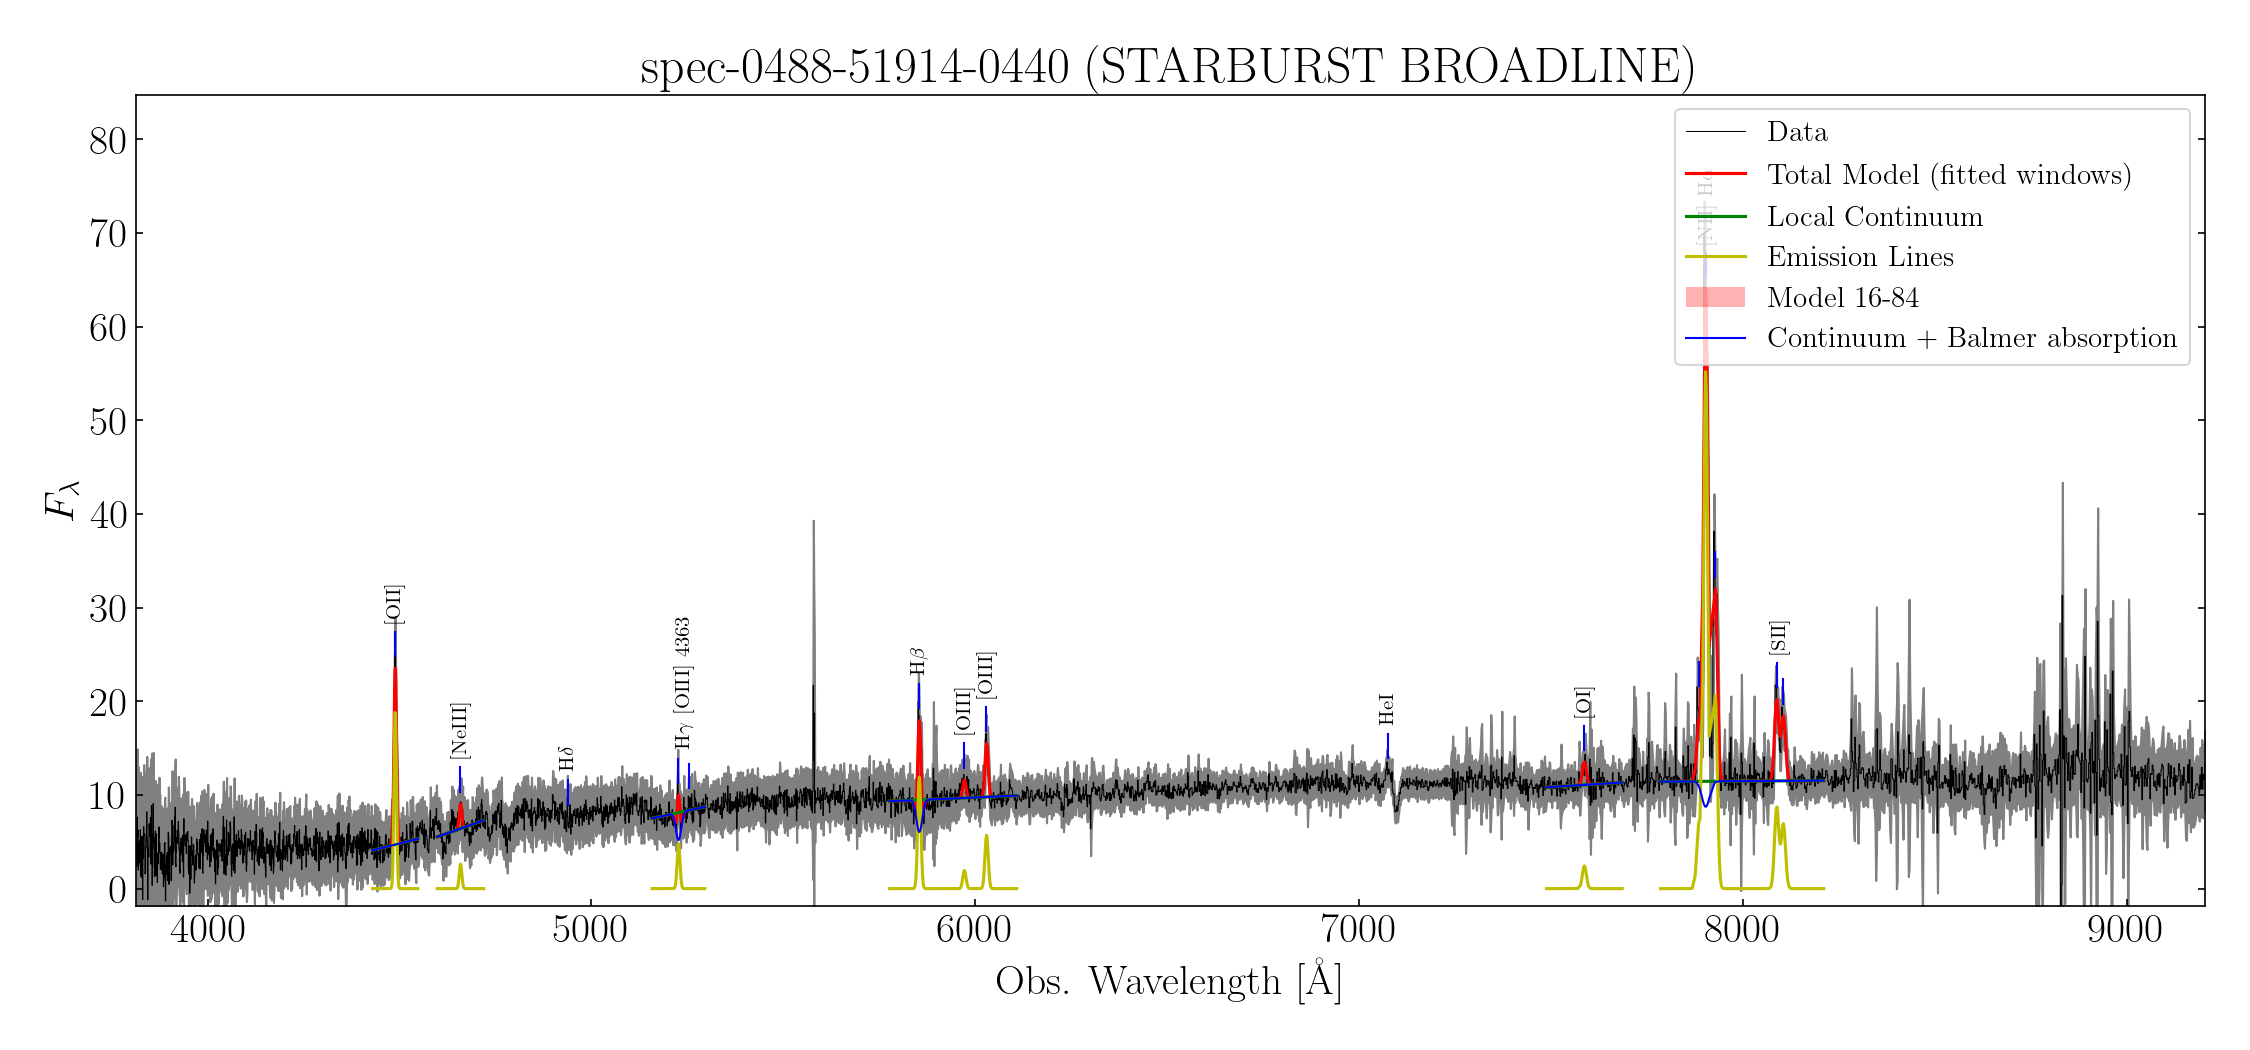 spec-0488-51914-0440 (STARBURST BROADLINE)
Data
Total Model (fitted windows)
Local Continuum
Emission Lines
Model 16-84
Continuum + Balmer absorption
[NII] Hα
[OII]
[NeIII]
Hδ
Hγ [OIII] 4363
Hβ
[OIII]
[OIII]
HeI
[OI]
[SII]
80
70
60
50
40
30
20
10
0
F_λ
4000 5000 6000 7000 8000 9000
Obs. Wavelength [Å]